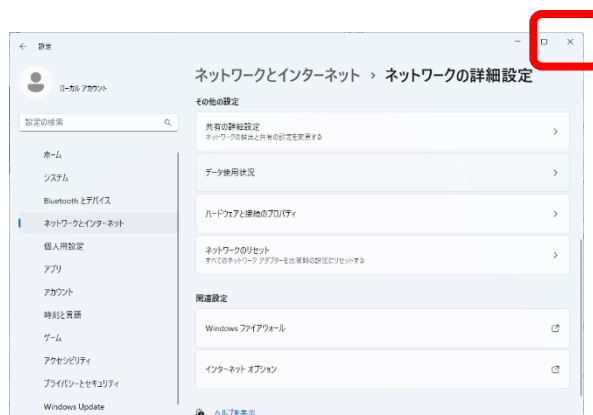 設定
ローカル アカウント
設定の検索
ホーム
システム
Bluetooth とデバイス
ネットワークとインターネット
個人用設定
アプリ
アカウント
時刻と言語
ゲーム
アクセシビリティ
プライバシーとセキュリティ
Windows Update
ネットワークとインターネット › ネットワークの詳細設定
その他の設定
共有の詳細設定
ネットワークの検出と共有の設定を変更する
データ使用状況
ハードウェアと接続のプロパティ
ネットワークのリセット
すべてのネットワーク アダプターを出荷時の設定にリセットする
関連設定
Windows ファイアウォール
インターネット オプション
ヘルプを表示